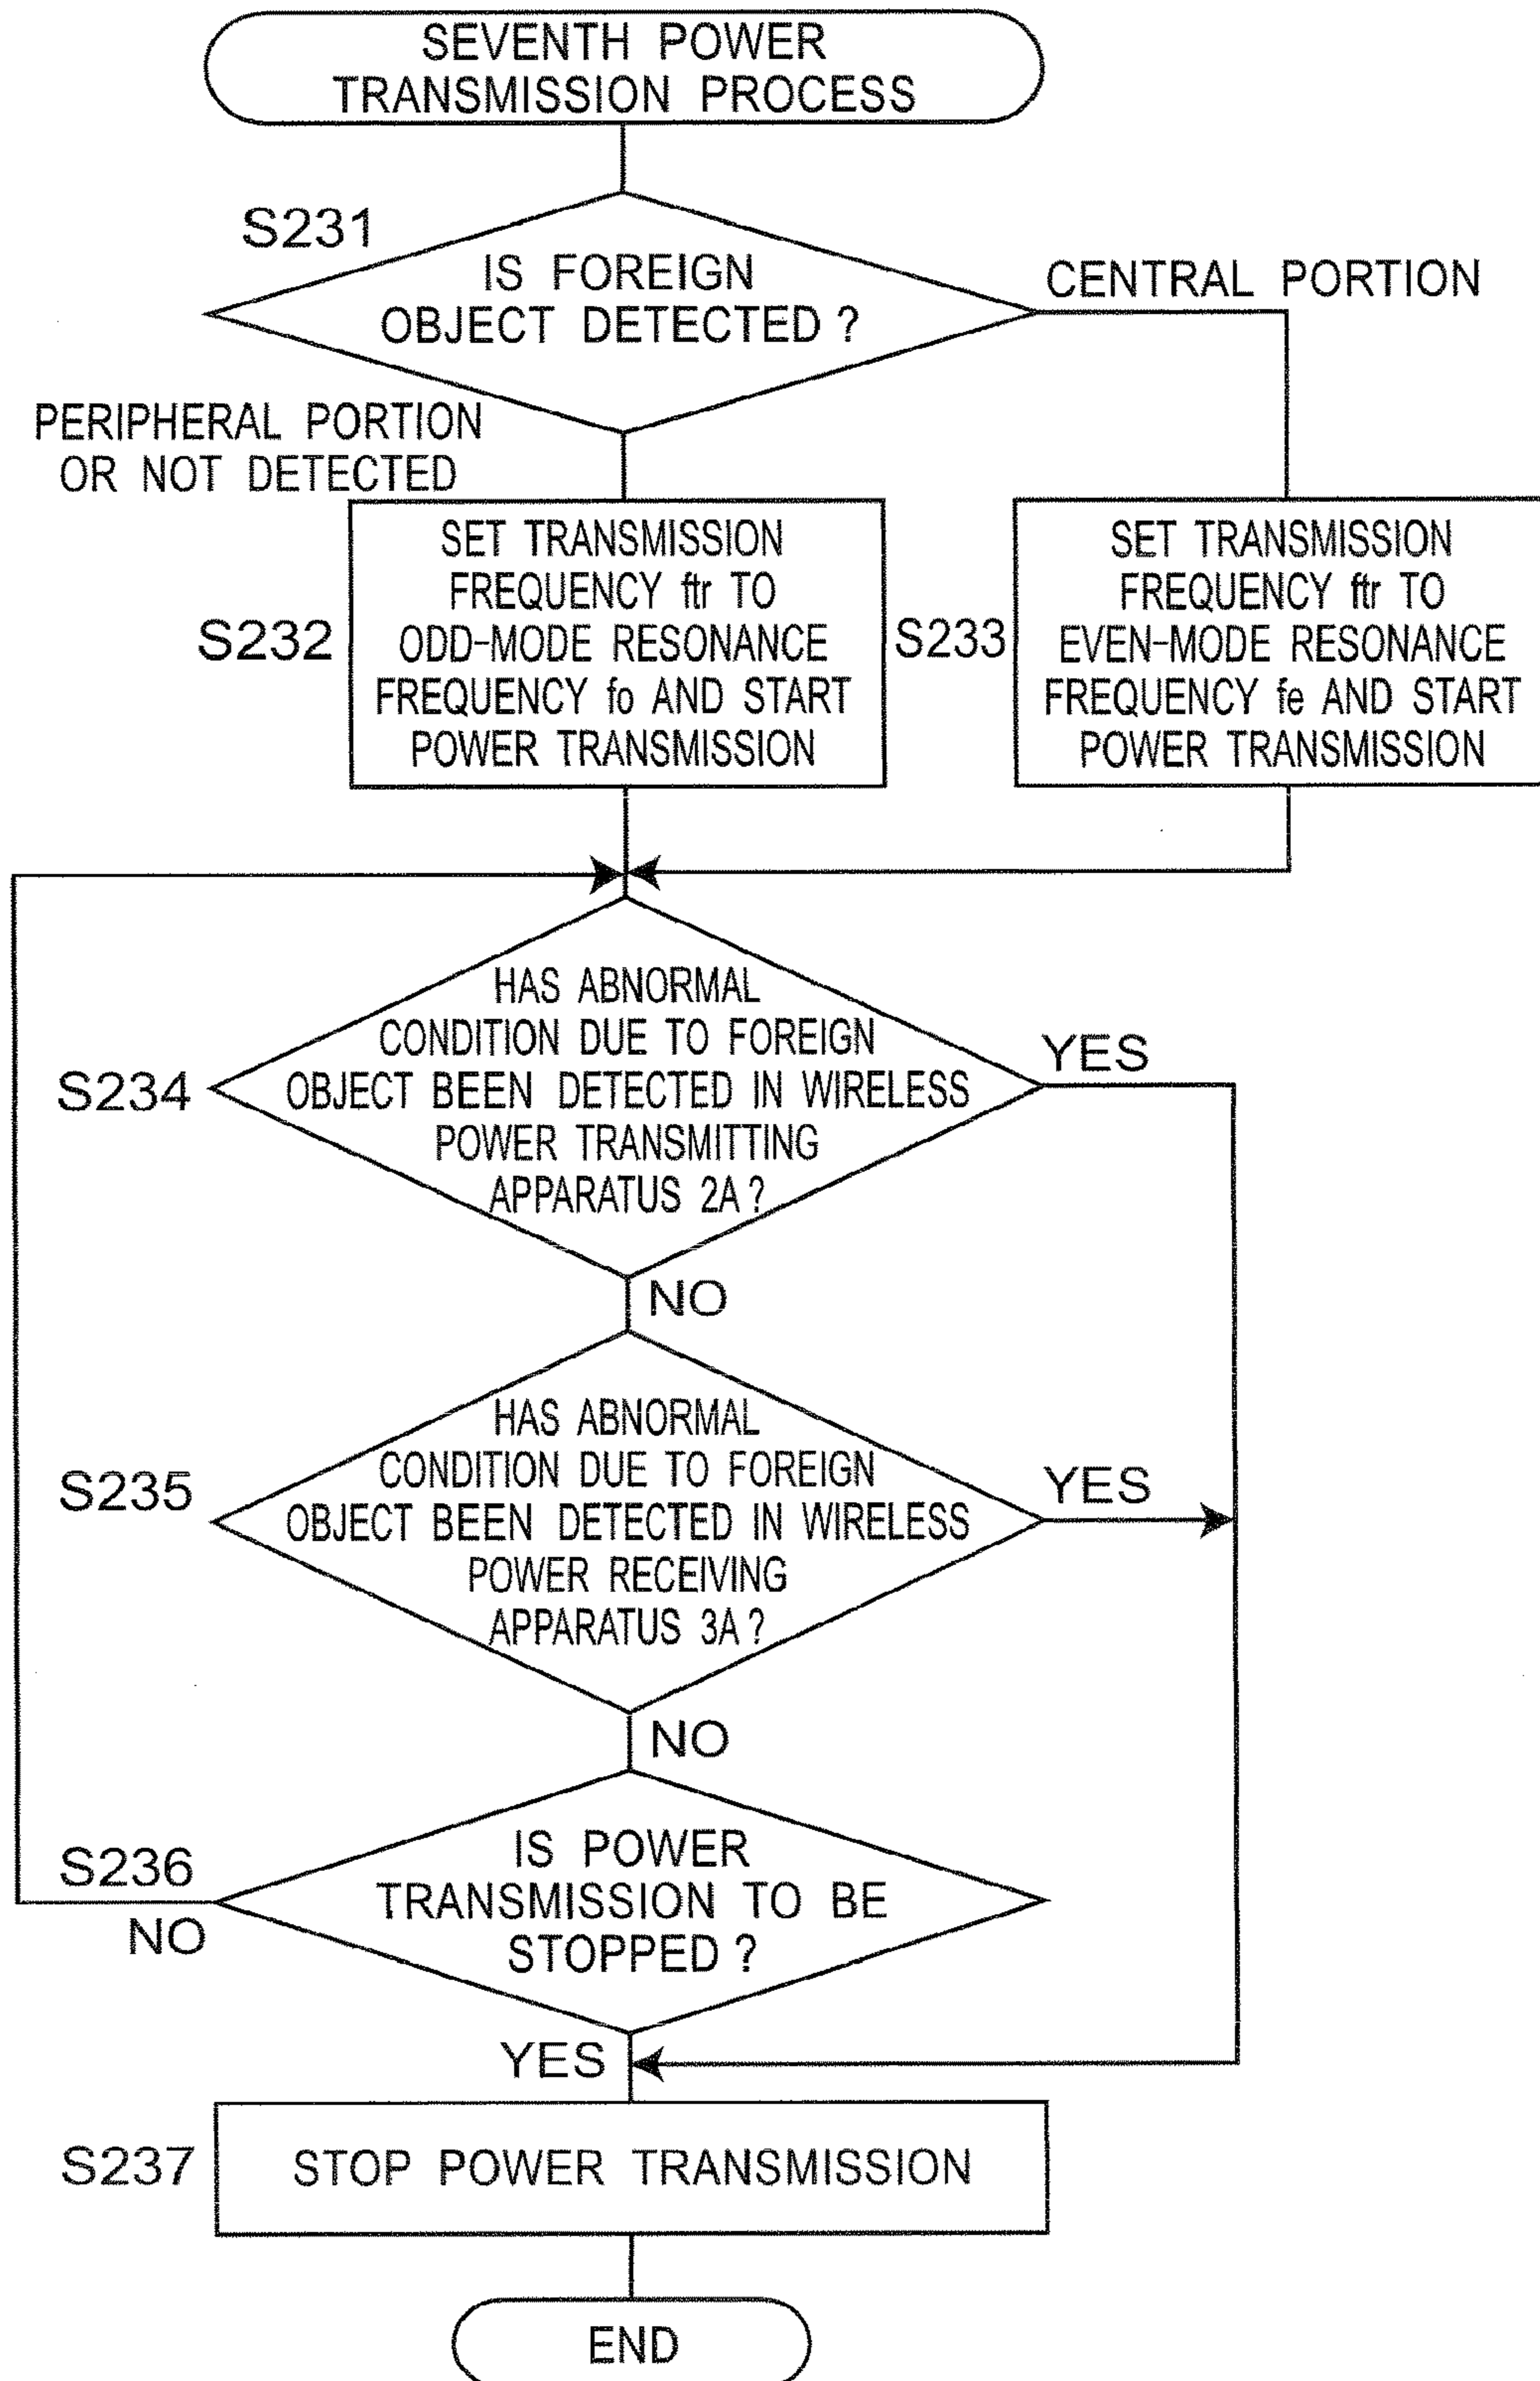 SEVENTH POWER
TRANSMISSION PROCESS
S231
IS FOREIGN
OBJECT DETECTED ?
CENTRAL PORTION
PERIPHERAL PORTION
OR NOT DETECTED
S232
SET TRANSMISSION
FREQUENCY ftr TO
ODD-MODE RESONANCE
FREQUENCY fo AND START
POWER TRANSMISSION
S233
SET TRANSMISSION
FREQUENCY ftr TO
EVEN-MODE RESONANCE
FREQUENCY fe AND START
POWER TRANSMISSION
S234
HAS ABNORMAL
CONDITION DUE TO FOREIGN
OBJECT BEEN DETECTED IN WIRELESS
POWER TRANSMITTING
APPARATUS 2A ?
YES
NO
S235
HAS ABNORMAL
CONDITION DUE TO FOREIGN
OBJECT BEEN DETECTED IN WIRELESS
POWER RECEIVING
APPARATUS 3A ?
YES
NO
S236
IS POWER
TRANSMISSION TO BE
STOPPED ?
NO
YES
S237
STOP POWER TRANSMISSION
END